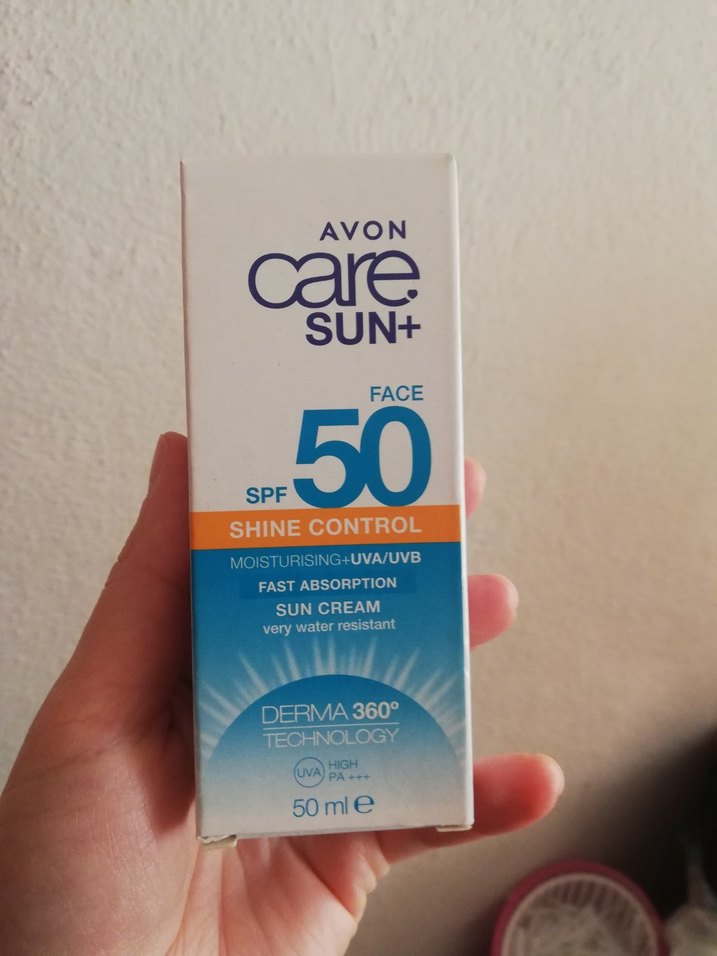 AVON
care
SUN+
FACE
SPF 50
SHINE CONTROL
MOISTURISING+UVA/UVB
FAST ABSORPTION
SUN CREAM
very water resistant
DERMA 360º
TECHNOLOGY
UVA HIGH
PA +++
50 ml e